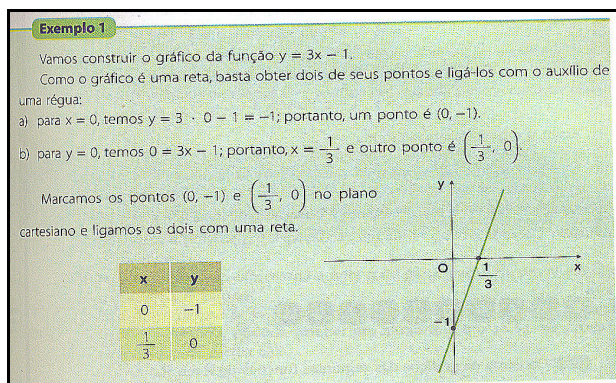 Exemplo 1
Vamos construir o gráfico da função y = 3x − 1.
Como o gráfico é uma reta, basta obter dois de seus pontos e ligá-los com o auxílio de
uma régua:
a) para x = 0, temos y = 3 · 0 − 1 = −1; portanto, um ponto é (0, −1).
b) para y = 0, temos 0 = 3x − 1; portanto, x = 1/3 e outro ponto é (1/3, 0).
Marcamos os pontos (0, −1) e (1/3, 0) no plano
cartesiano e ligamos os dois com uma reta.
x y
0 −1
1/3 0
y
O 1/3 x
−1